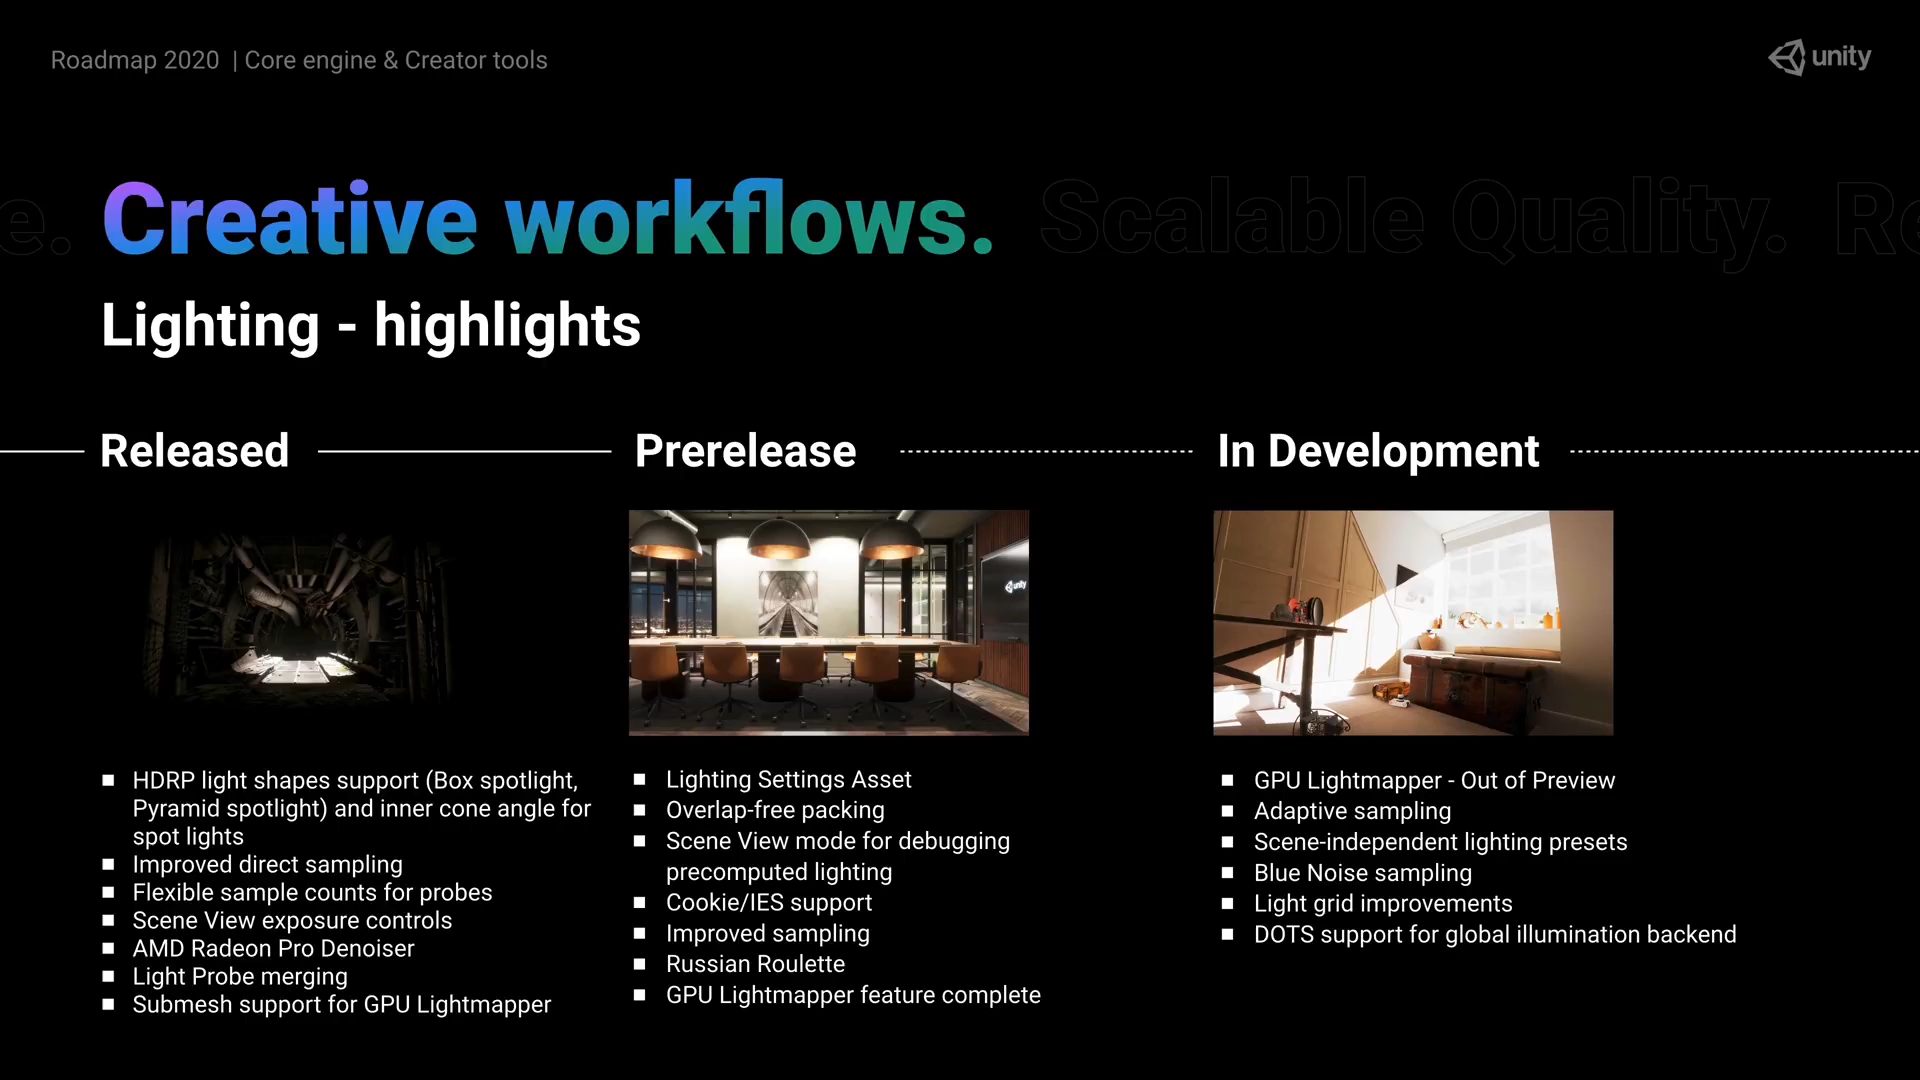 Roadmap 2020 | Core engine & Creator tools
unity
e. Creative workflows. Scalable Quality. Re
Lighting - highlights
Released
Prerelease
In Development
unity
HDRP light shapes support (Box spotlight,
Pyramid spotlight) and inner cone angle for
spot lights
Improved direct sampling
Flexible sample counts for probes
Scene View exposure controls
AMD Radeon Pro Denoiser
Light Probe merging
Submesh support for GPU Lightmapper
Lighting Settings Asset
Overlap-free packing
Scene View mode for debugging
precomputed lighting
Cookie/IES support
Improved sampling
Russian Roulette
GPU Lightmapper feature complete
GPU Lightmapper - Out of Preview
Adaptive sampling
Scene-independent lighting presets
Blue Noise sampling
Light grid improvements
DOTS support for global illumination backend